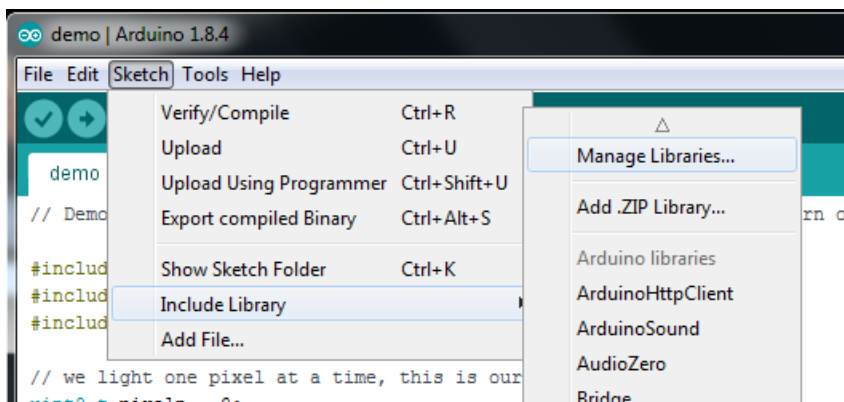 demo | Arduino 1.8.4
File Edit Sketch Tools Help
Verify/Compile Ctrl+R
Upload Ctrl+U
Upload Using Programmer Ctrl+Shift+U
Export compiled Binary Ctrl+Alt+S
Show Sketch Folder Ctrl+K
Include Library
Add File...
Manage Libraries...
Add .ZIP Library...
Arduino libraries
ArduinoHttpClient
ArduinoSound
AudioZero
Bridge
demo
// Demo
#includ
#includ
#includ
// we light one pixel at a time, this is our